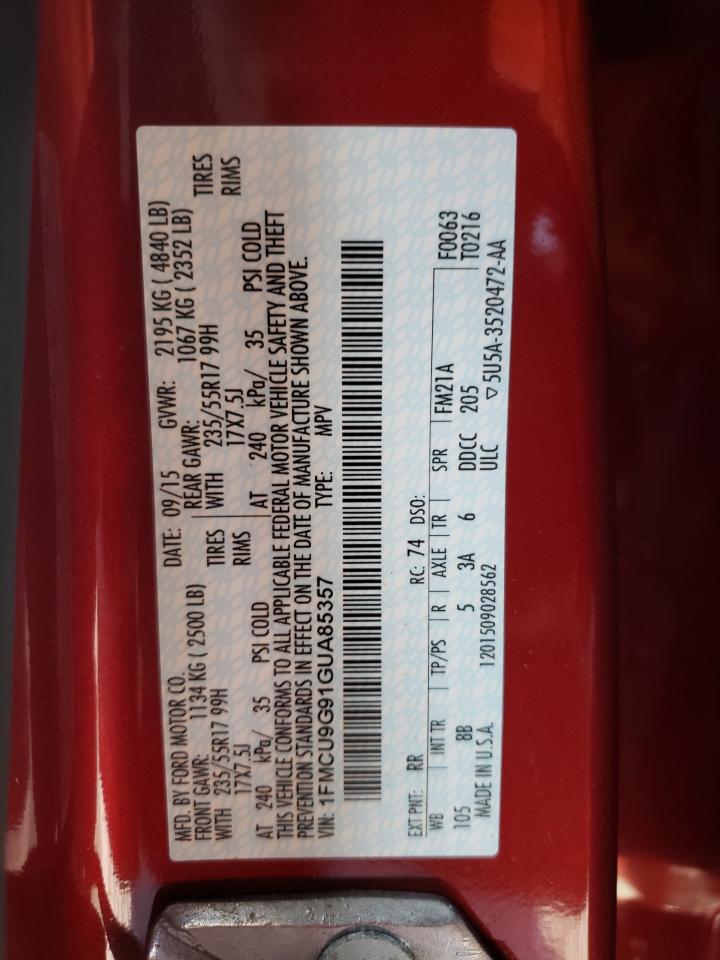 MFD. BY FORD MOTOR CO.
DATE: 09/15 GVWR: 2195 KG ( 4840 LB)
FRONT GAWR: 1134 KG ( 2500 LB) REAR GAWR: 1067 KG ( 2352 LB)
WITH 235/55R17 99H TIRES WITH 235/55R17 99H TIRES
17X7.5J RIMS 17X7.5J RIMS
AT 240 kPa/ 35 PSI COLD AT 240 kPa/ 35 PSI COLD
THIS VEHICLE CONFORMS TO ALL APPLICABLE FEDERAL MOTOR VEHICLE SAFETY AND THEFT
PREVENTION STANDARDS IN EFFECT ON THE DATE OF MANUFACTURE SHOWN ABOVE.
VIN: 1FMCU9G91GUA85357 TYPE: MPV
EXT PNT: RR RC: 74 DSO:
WB INT TR TP/PS R AXLE TR SPR FM21A F0063
105 8B 5 3A 6 DDCC 205 T0216
MADE IN U.S.A. 1201509028562 ULC ▽5U5A-3520472-AA